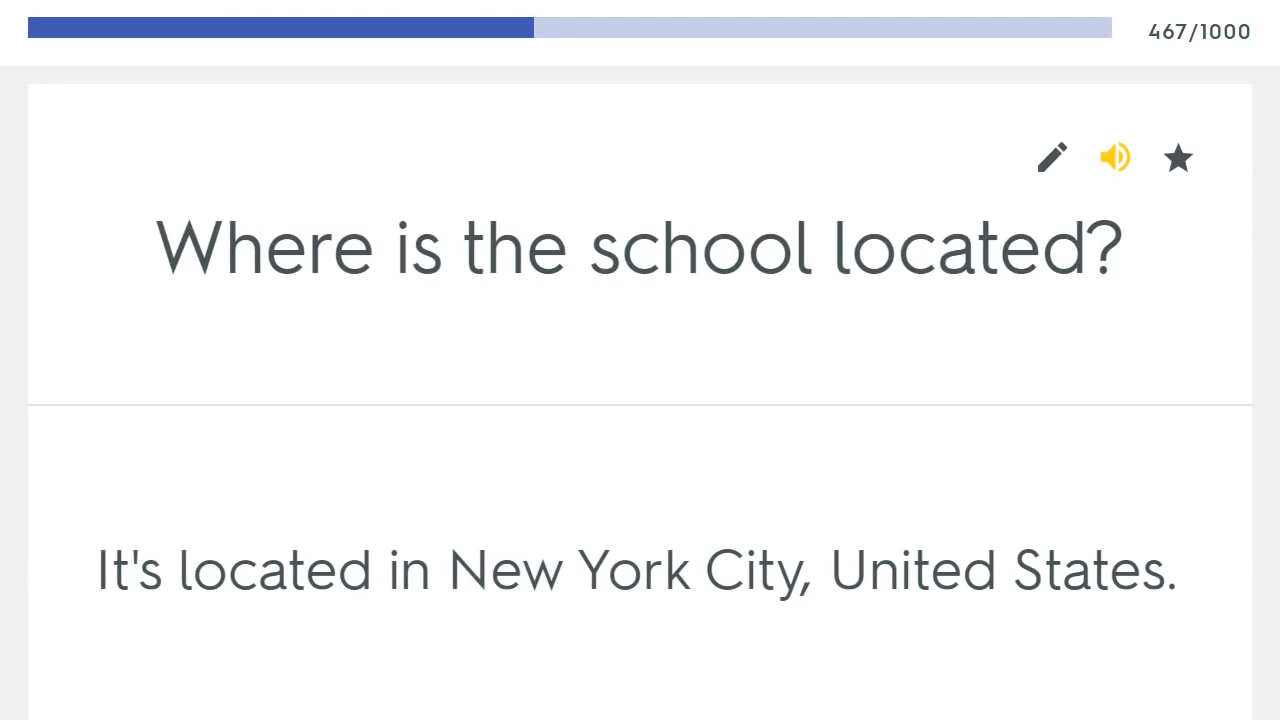 467/1000
Where is the school located?
It's located in New York City, United States.